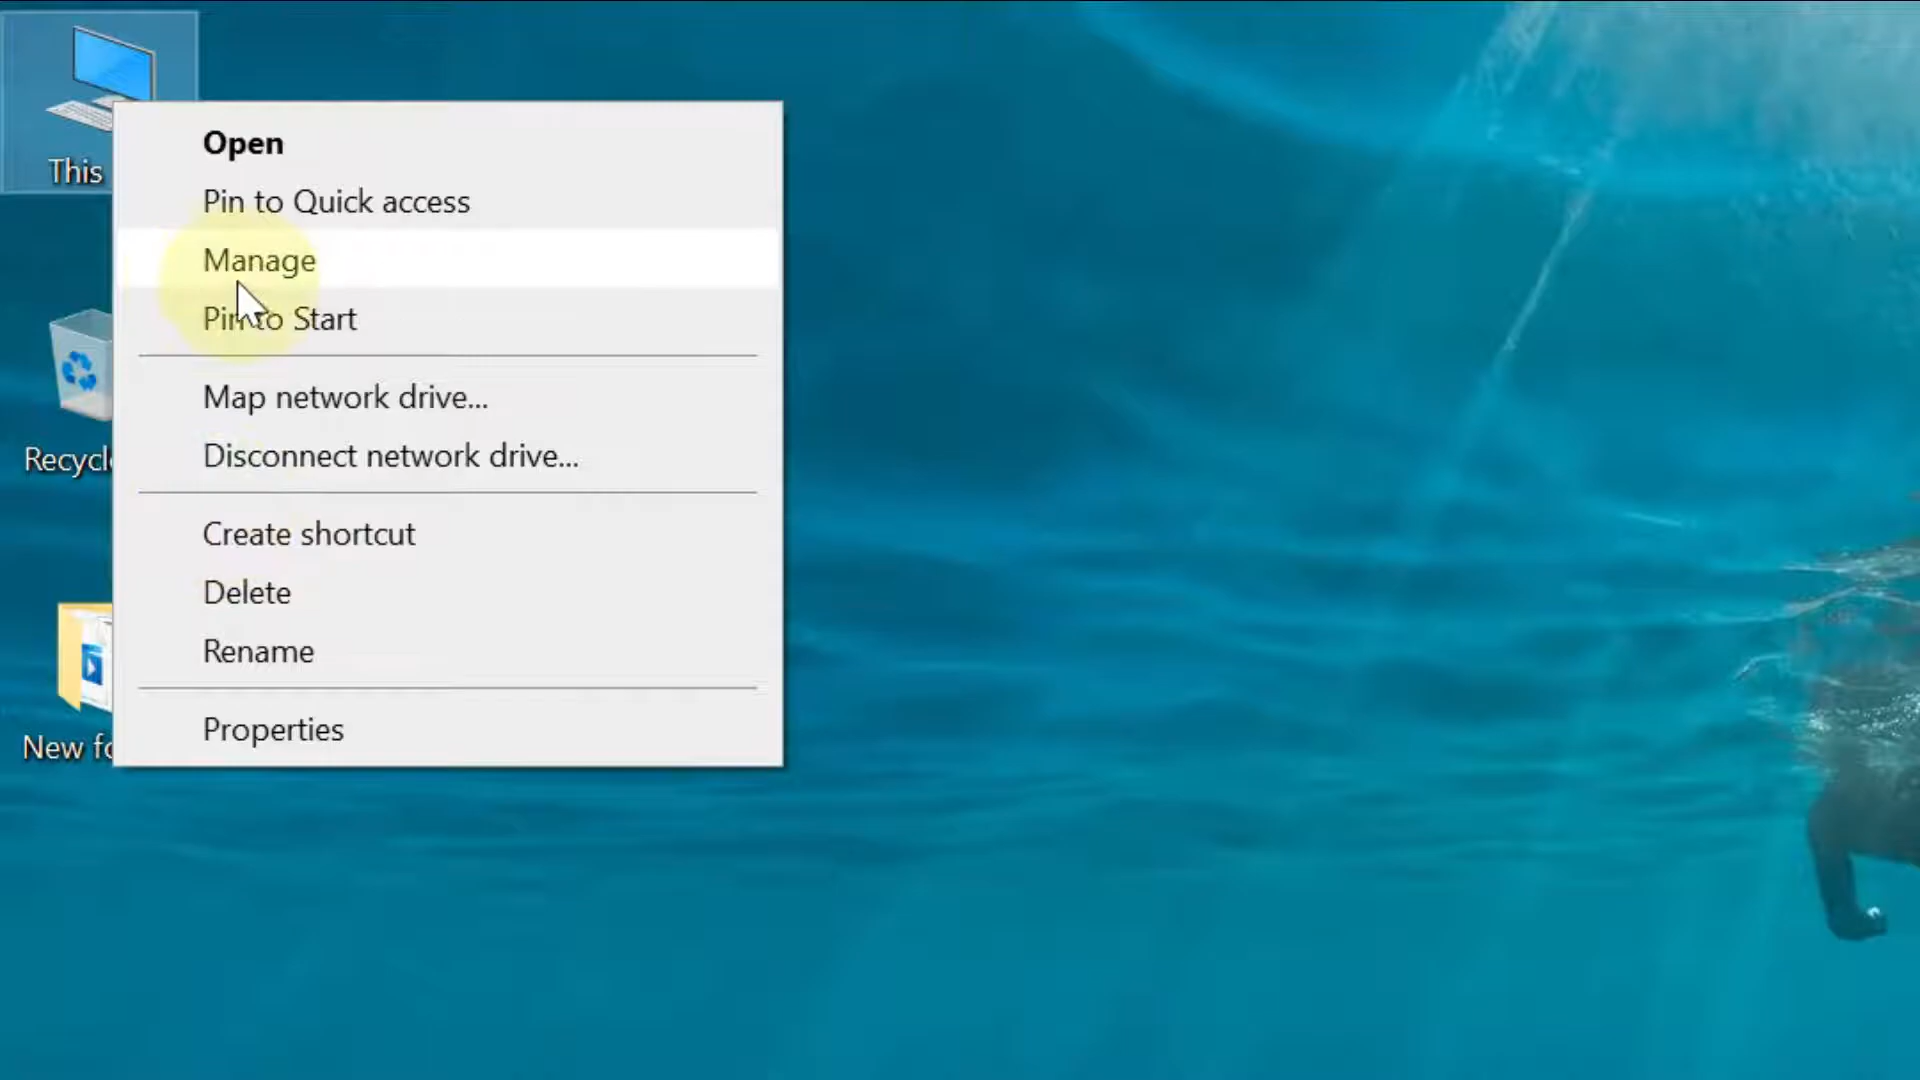 This
Open
Pin to Quick access
Manage
Pin to Start
Map network drive...
Disconnect network drive...
Recycl
Create shortcut
Delete
Rename
Properties
New fo